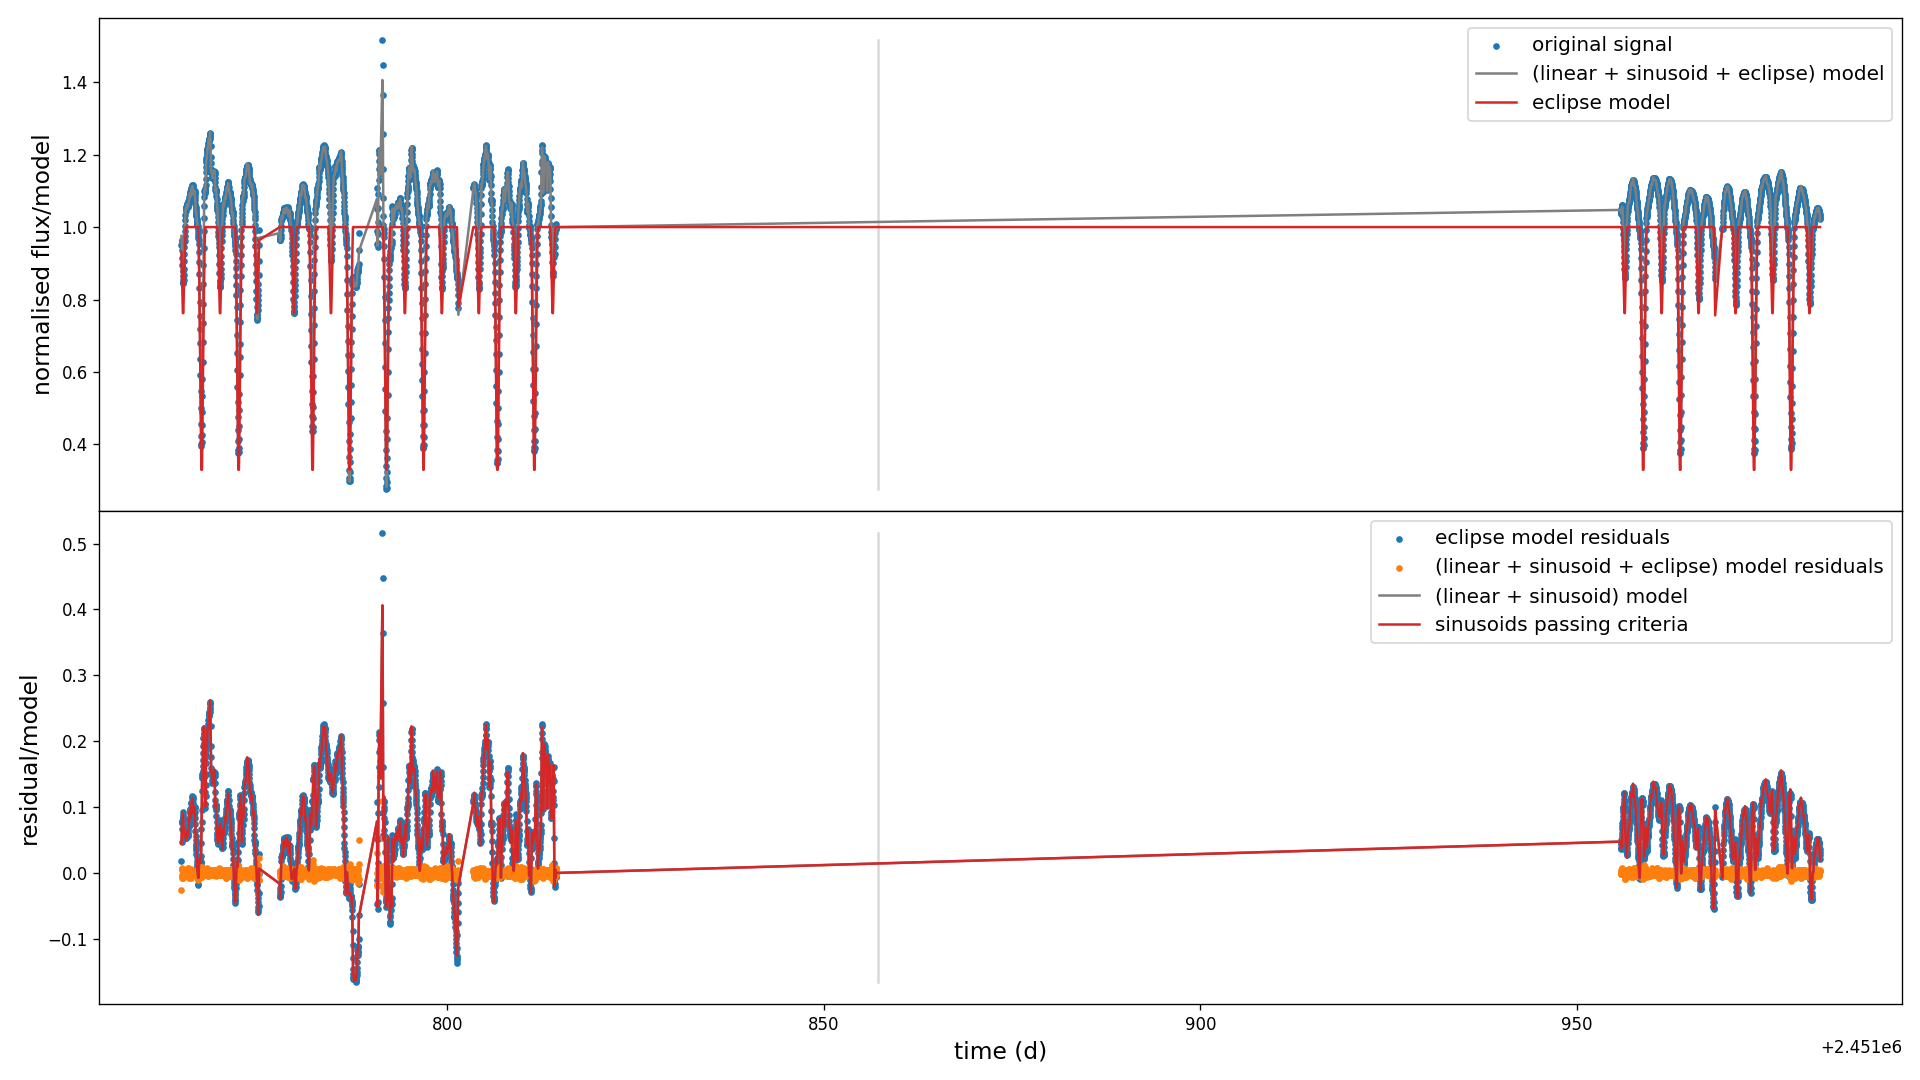 original signal
(linear + sinusoid + eclipse) model
eclipse model
1.4
1.2
1.0
0.8
0.6
0.4
normalised flux/model
eclipse model residuals
(linear + sinusoid + eclipse) model residuals
(linear + sinusoid) model
sinusoids passing criteria
0.5
0.4
0.3
0.2
0.1
0.0
−0.1
residual/model
800
850
900
950
time (d)
+2.451e6